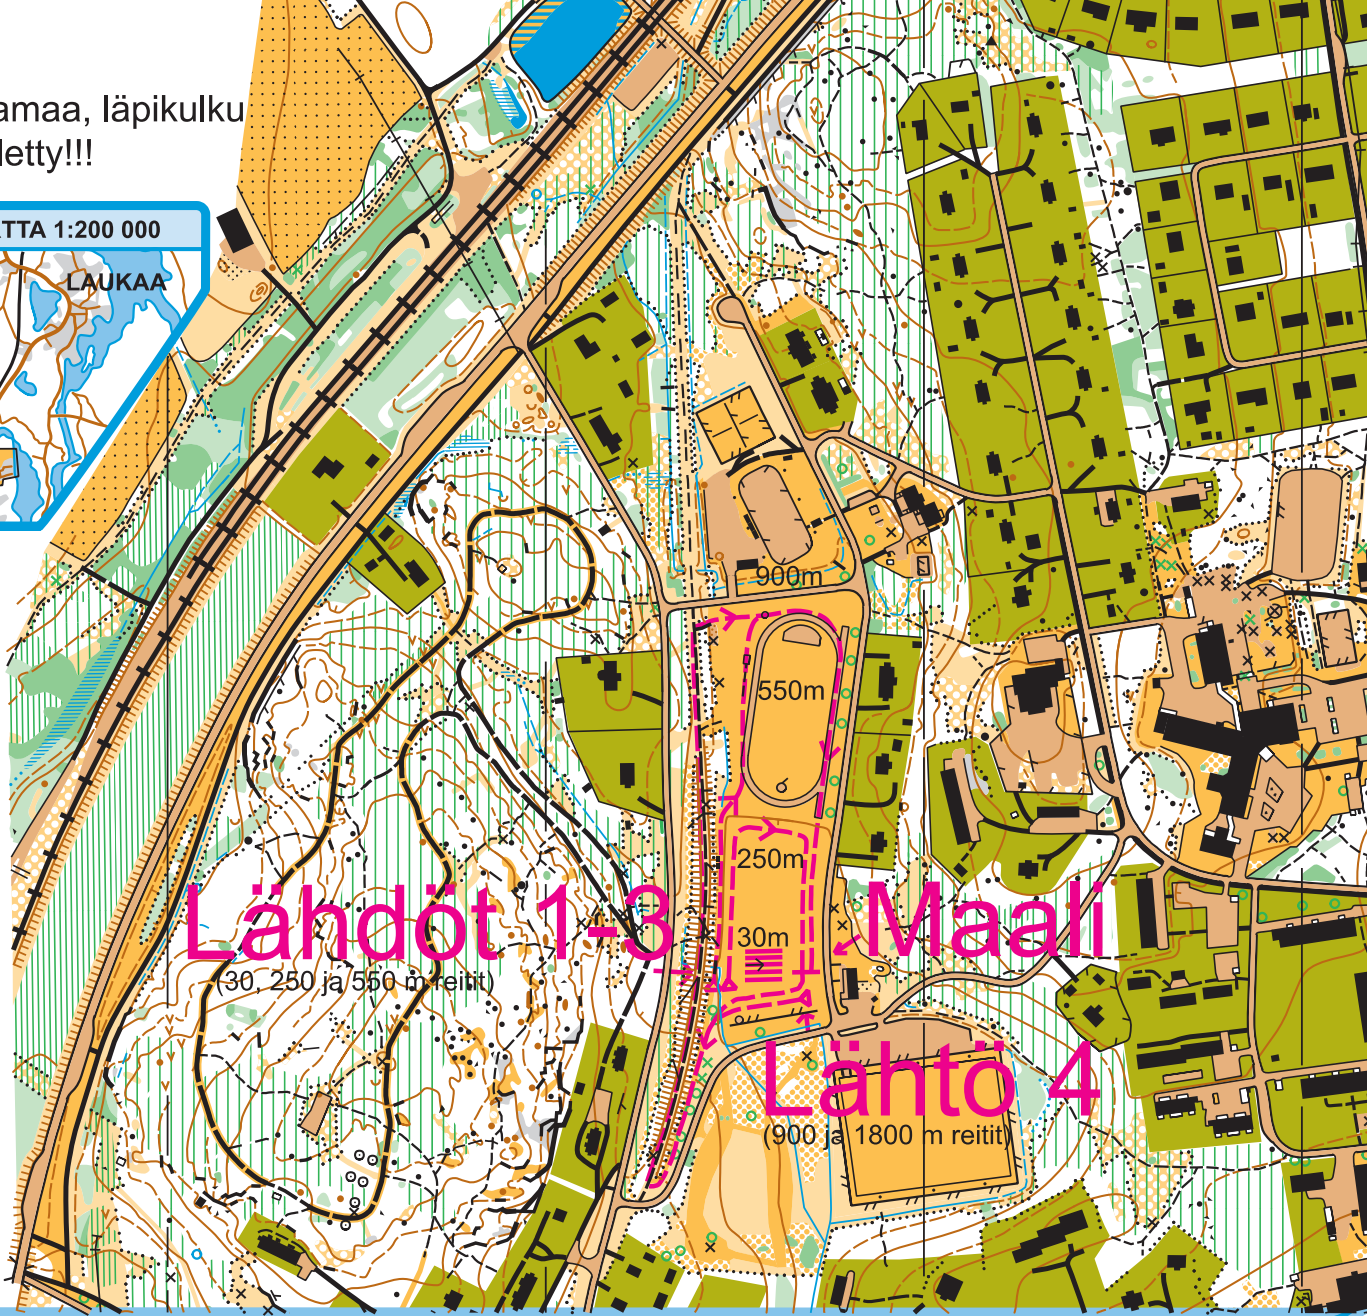 amaa, läpikulku
letty!!!
TTA 1:200 000
LAUKAA
900m
550m
250m
Lähdöt 1-3
Maali
30m
(30, 250 ja 550 m reitit)
Lähtö 4
(900 ja 1800 m reitit)